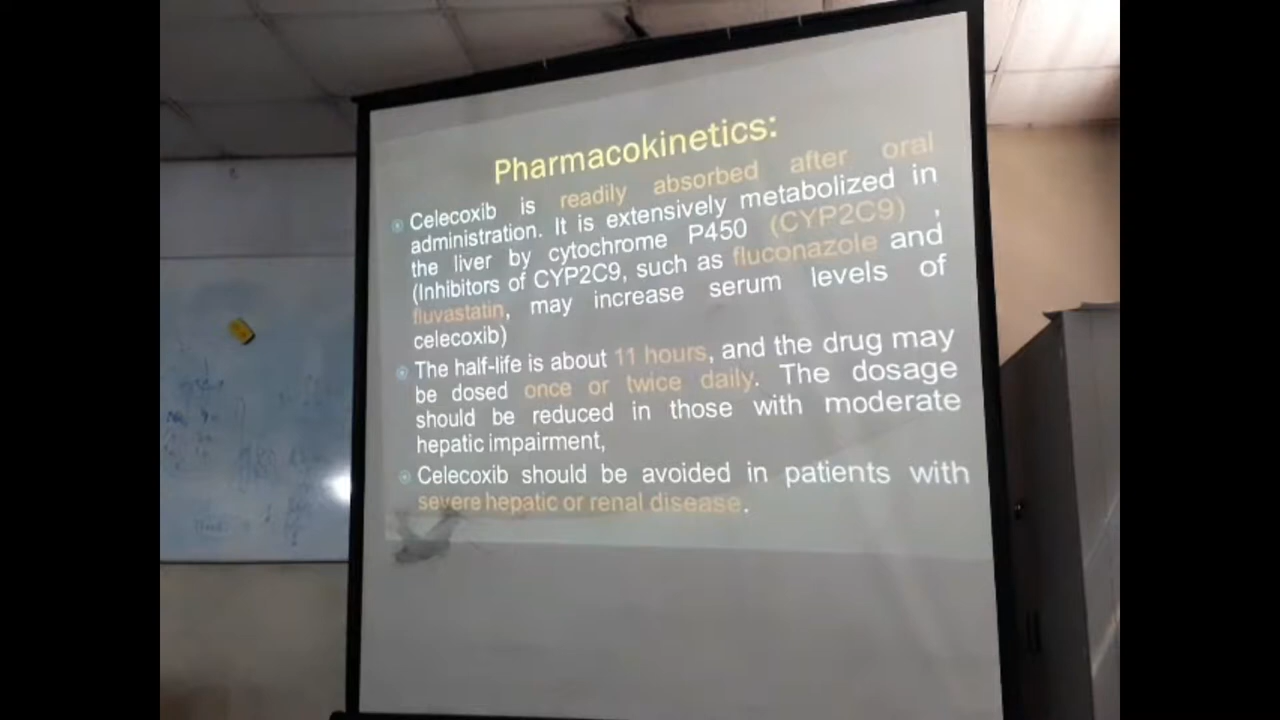 Pharmacokinetics:
Celecoxib is readily absorbed after oral
administration. It is extensively metabolized in
the liver by cytochrome P450 (CYP2C9) ,
(Inhibitors of CYP2C9, such as fluconazole and
fluvastatin, may increase serum levels of
celecoxib)
The half-life is about 11 hours, and the drug may
be dosed once or twice daily. The dosage
should be reduced in those with moderate
hepatic impairment,
Celecoxib should be avoided in patients with
severe hepatic or renal disease.